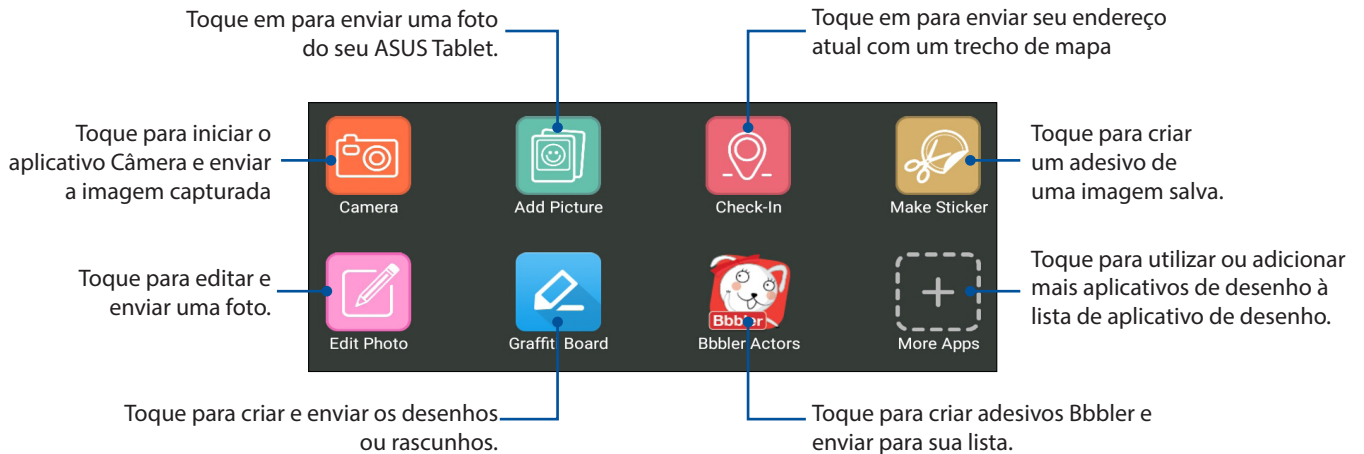 Toque em para enviar uma foto
do seu ASUS Tablet.
Toque em para enviar seu endereço
atual com um trecho de mapa
Toque para iniciar o
aplicativo Câmera e enviar
a imagem capturada
Toque para criar
um adesivo de
uma imagem salva.
Camera
Add Picture
Check-In
Make Sticker
Toque para editar e
enviar uma foto.
Toque para utilizar ou adicionar
mais aplicativos de desenho à
lista de aplicativo de desenho.
Bbbler
Edit Photo
Graffiti Board
Bbbler Actors
More Apps
Toque para criar e enviar os desenhos
ou rascunhos.
Toque para criar adesivos Bbbler e
enviar para sua lista.